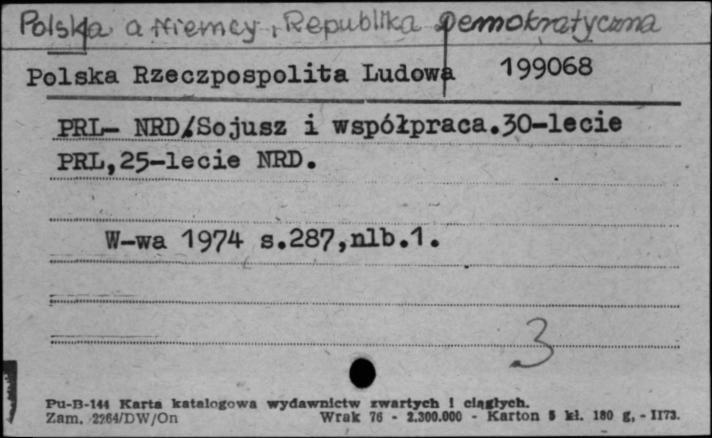 Polska a Niemcy, Republika Demokratyczna
Polska Rzeczpospolita Ludowa 199068
PRL- NRD/Sojusz i współpraca.30-lecie
PRL,25-lecie NRD.
W-wa 1974 s.287,nlb.1.
3
Pu-B-144 Karta katalogowa wydawnictw zwartych i ciągłych.
Zam. 2264/DW/On Wrak 76 - 2.300.000 - Karton 5 kl. 180 g, - II73.